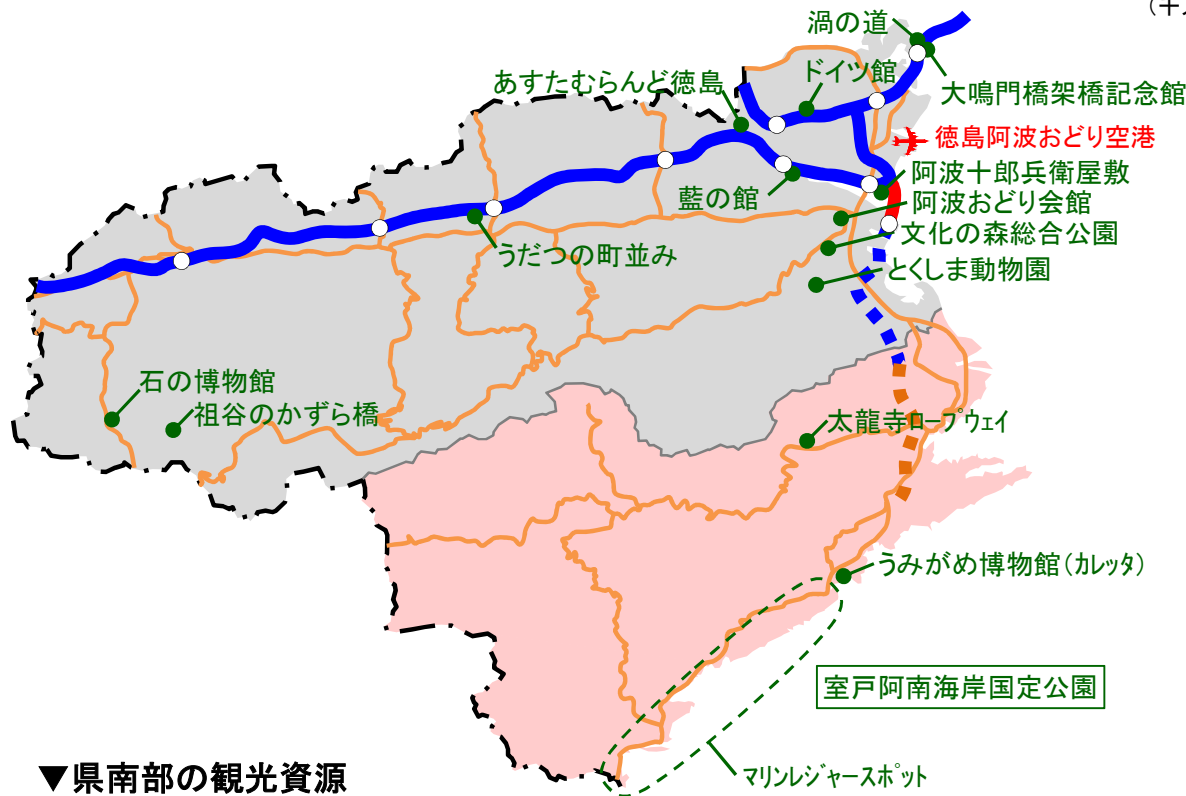 （千人
渦の道
ドイツ館
あすたむらんど徳島
大鳴門橋架橋記念館
徳島阿波おどり空港
阿波十郎兵衛屋敷
藍の館
阿波おどり会館
文化の森総合公園
うだつの町並み
とくしま動物園
石の博物館
祖谷のかずら橋
太龍寺ﾛｰﾌﾟｳｪｲ
うみがめ博物館（ｶﾚｯﾀ）
室戸阿南海岸国定公園
▼県南部の観光資源
ﾏﾘﾝﾚｼﾞｬｰｽﾎﾟｯﾄ